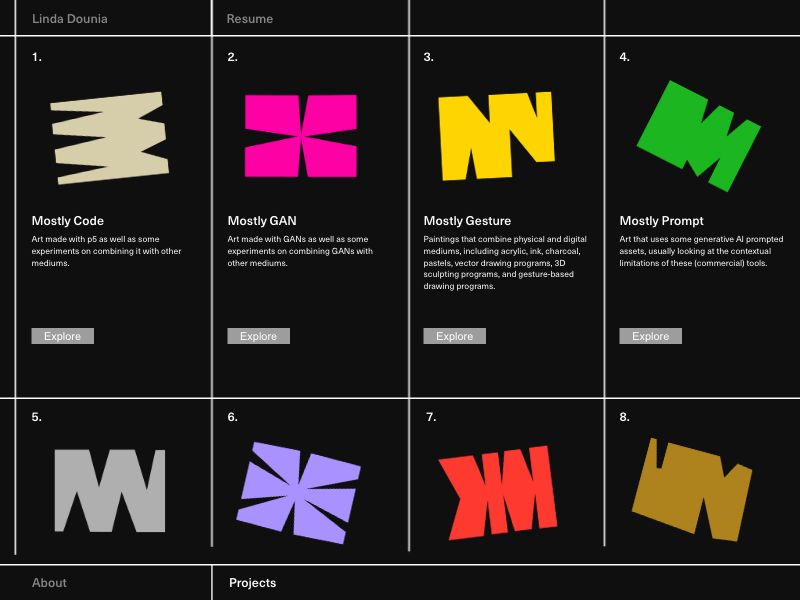 Linda Dounia
Resume
1.
2.
3.
4.
Mostly Code
Art made with p5 as well as some
experiments on combining it with other
mediums.
Explore
Mostly GAN
Art made with GANs as well as some
experiments on combining GANs with
other mediums.
Explore
Mostly Gesture
Paintings that combine physical and digital
mediums, including acrylic, ink, charcoal,
pastels, vector drawing programs, 3D
sculpting programs, and gesture-based
drawing programs.
Explore
Mostly Prompt
Art that uses some generative AI prompted
assets, usually looking at the contextual
limitations of these (commercial) tools.
Explore
5.
6.
7.
8.
About
Projects